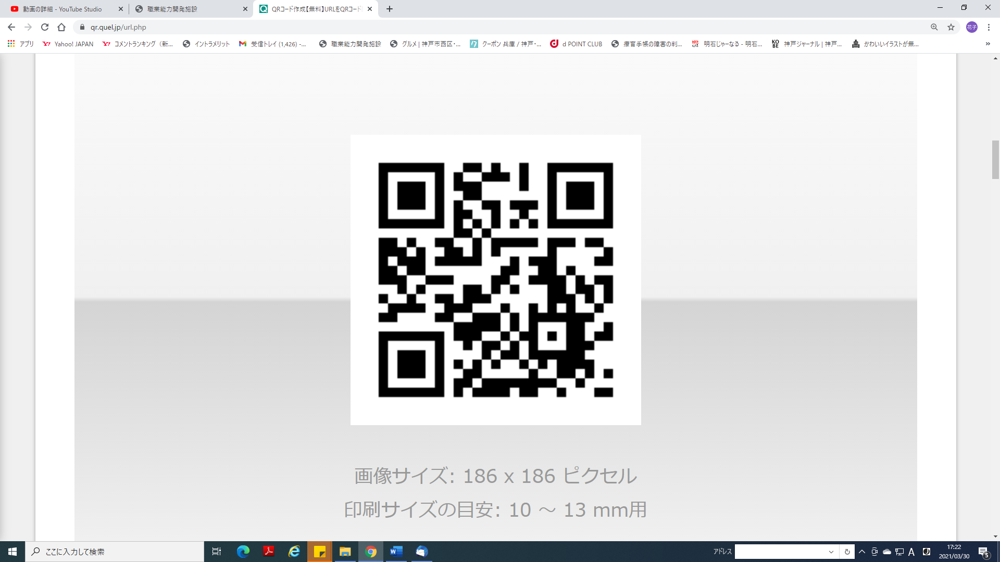 動画の詳細 - YouTube Studio
職業能力開発施設
QRコード作成【無料】URLをQRコード
qr.quel.jp/url.php
花子
アプリ
Yahoo! JAPAN
コメントランキング（新...
イントラメリット
受信トレイ (1,426) -...
職業能力開発施設
グルメ | 神戸市西区・...
クーポン 兵庫 / 神戸・...
d POINT CLUB
療育手帳の障害の判...
明石じゃーなる - 明石...
KOBE
神戸ジャーナル | 神戸...
かわいいイラストが無...
画像サイズ: 186 x 186 ピクセル
印刷サイズの目安: 10 ～ 13 mm用
ここに入力して検索
アドレス
A
17:22
2021/03/30
5